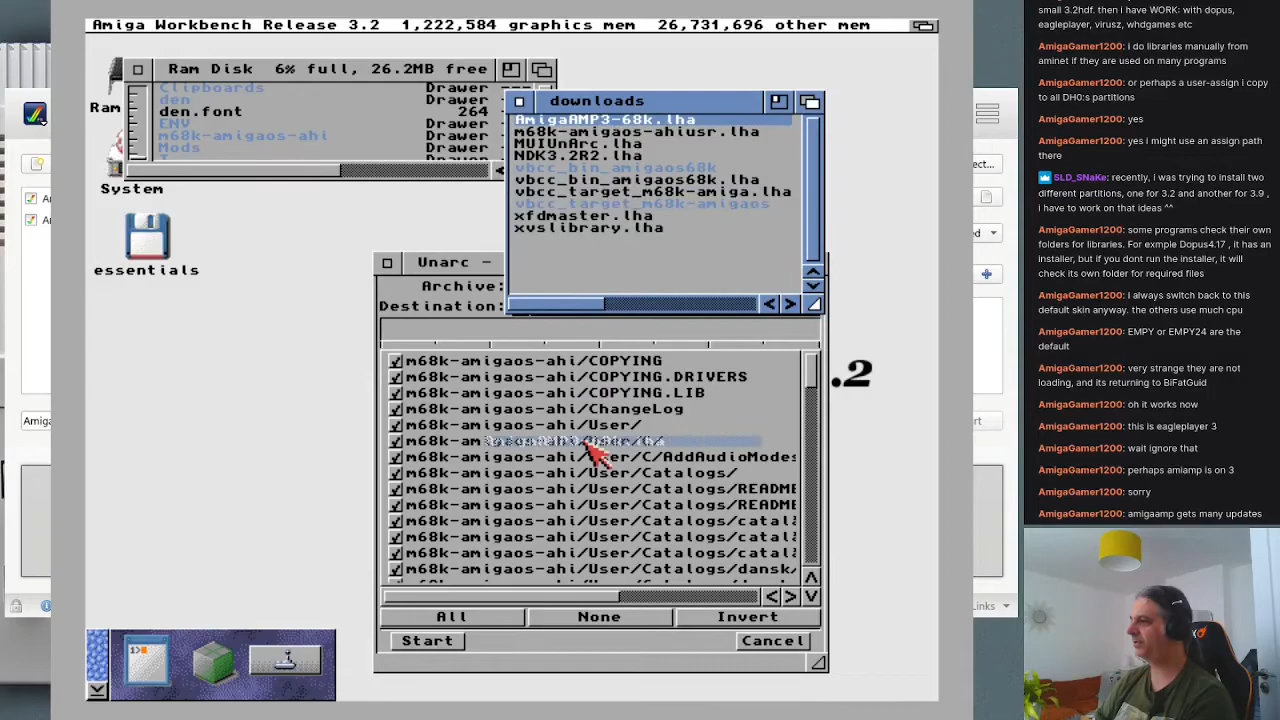 Amiga Workbench Release 3.2 1,222,584 graphics mem 26,731,696 other mem
Ram Disk 6% full, 26.2MB free
Clipboards Drawer
den Drawer
den.font 264
ENV Drawer
m68k-amigaos-ahi Drawer
Mods Drawer
Ram
System
essentials
downloads
AmigaAMP3-68k.lha
m68k-amigaos-ahiusr.lha
MUIUnArc.lha
NDK3.2R2.lha
vbcc_bin_amigaos68k
vbcc_bin_amigaos68k.lha
vbcc_target_m68k-amiga.lha
vbcc_target_m68k-amigaos
xfdmaster.lha
xvslibrary.lha
Unarc -
Archive:
Destination:
m68k-amigaos-ahi/COPYING
m68k-amigaos-ahi/COPYING.DRIVERS
m68k-amigaos-ahi/COPYING.LIB
m68k-amigaos-ahi/ChangeLog
m68k-amigaos-ahi/User/
m68k-am
m68k-amigaos-ahi/User/C/AddAudioModes
m68k-amigaos-ahi/User/Catalogs/
m68k-amigaos-ahi/User/Catalogs/README
m68k-amigaos-ahi/User/Catalogs/README
m68k-amigaos-ahi/User/Catalogs/catal
m68k-amigaos-ahi/User/Catalogs/catal
m68k-amigaos-ahi/User/Catalogs/catal
m68k-amigaos-ahi/User/Catalogs/dansk/
All None Invert
Start Cancel
.2
1>
Amiga
ect...
ed
art
Links
small 3.2hdf. then i have WORK: with dopus,
eagleplayer, virusz, whdgames etc
AmigaGamer1200: i do libraries manually from
aminet if they are used on many programs
AmigaGamer1200: or perhaps a user-assign i copy
to all DH0:s partitions
AmigaGamer1200: yes
AmigaGamer1200: yes i might use an assign path
there
SLD_SNaKe: recently, i was trying to install two
different partitions, one for 3.2 and another for 3.9 ,
i have to work on that ideas ^^
AmigaGamer1200: some programs check their own
folders for libraries. For exmple Dopus4.17 , it has an
installer, but if you dont run the installer, it will
check its own folder for required files
AmigaGamer1200: i always switch back to this
default skin anyway. the others use much cpu
AmigaGamer1200: EMPY or EMPY24 are the
default
AmigaGamer1200: very strange they are not
loading, and its returning to BiFatGuid
AmigaGamer1200: oh it works now
AmigaGamer1200: this is eagleplayer 3
AmigaGamer1200: wait ignore that
AmigaGamer1200: perhaps amiamp is on 3
AmigaGamer1200: sorry
AmigaGamer1200: amigaamp gets many updates